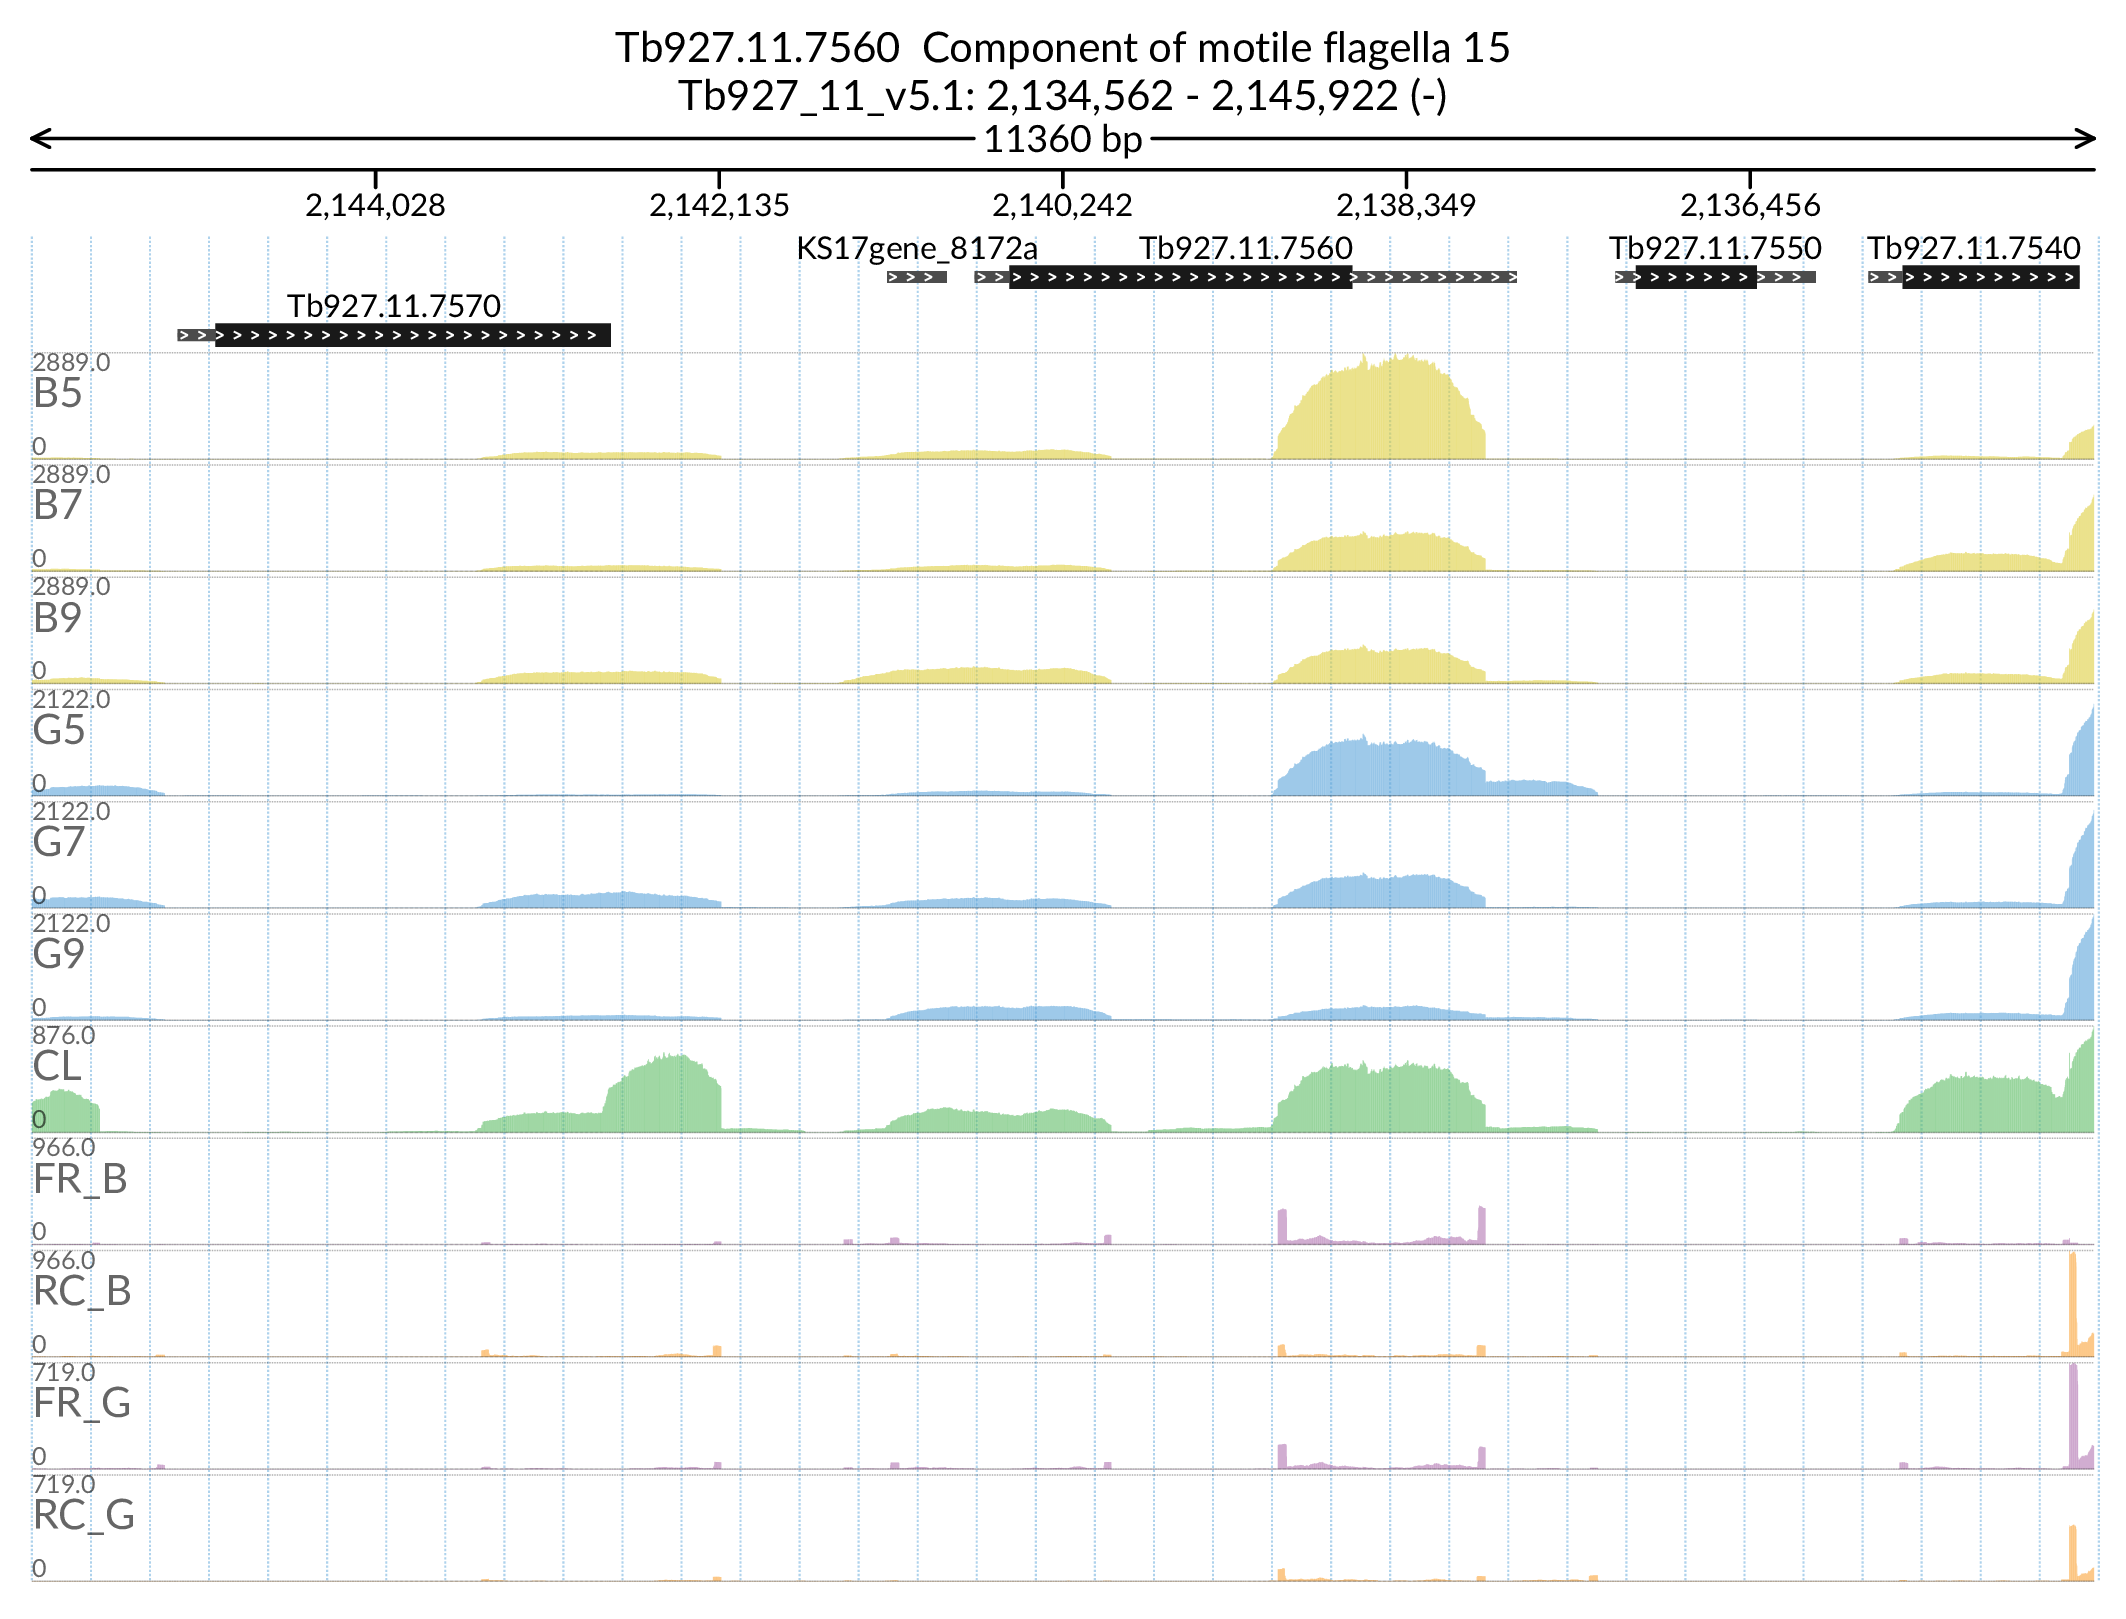 Tb927.11.7560  Component of motile flagella 15
Tb927_11_v5.1: 2,134,562 - 2,145,922 (-)
11360 bp
2,144,028 2,142,135 2,140,242 2,138,349 2,136,456
KS17gene_8172a Tb927.11.7560 Tb927.11.7550 Tb927.11.7540
Tb927.11.7570
2889.0
B5
0
2889.0
B7
0
2889.0
B9
0
2122.0
G5
0
2122.0
G7
0
2122.0
G9
0
876.0
CL
0
966.0
FR_B
0
966.0
RC_B
0
719.0
FR_G
0
719.0
RC_G
0